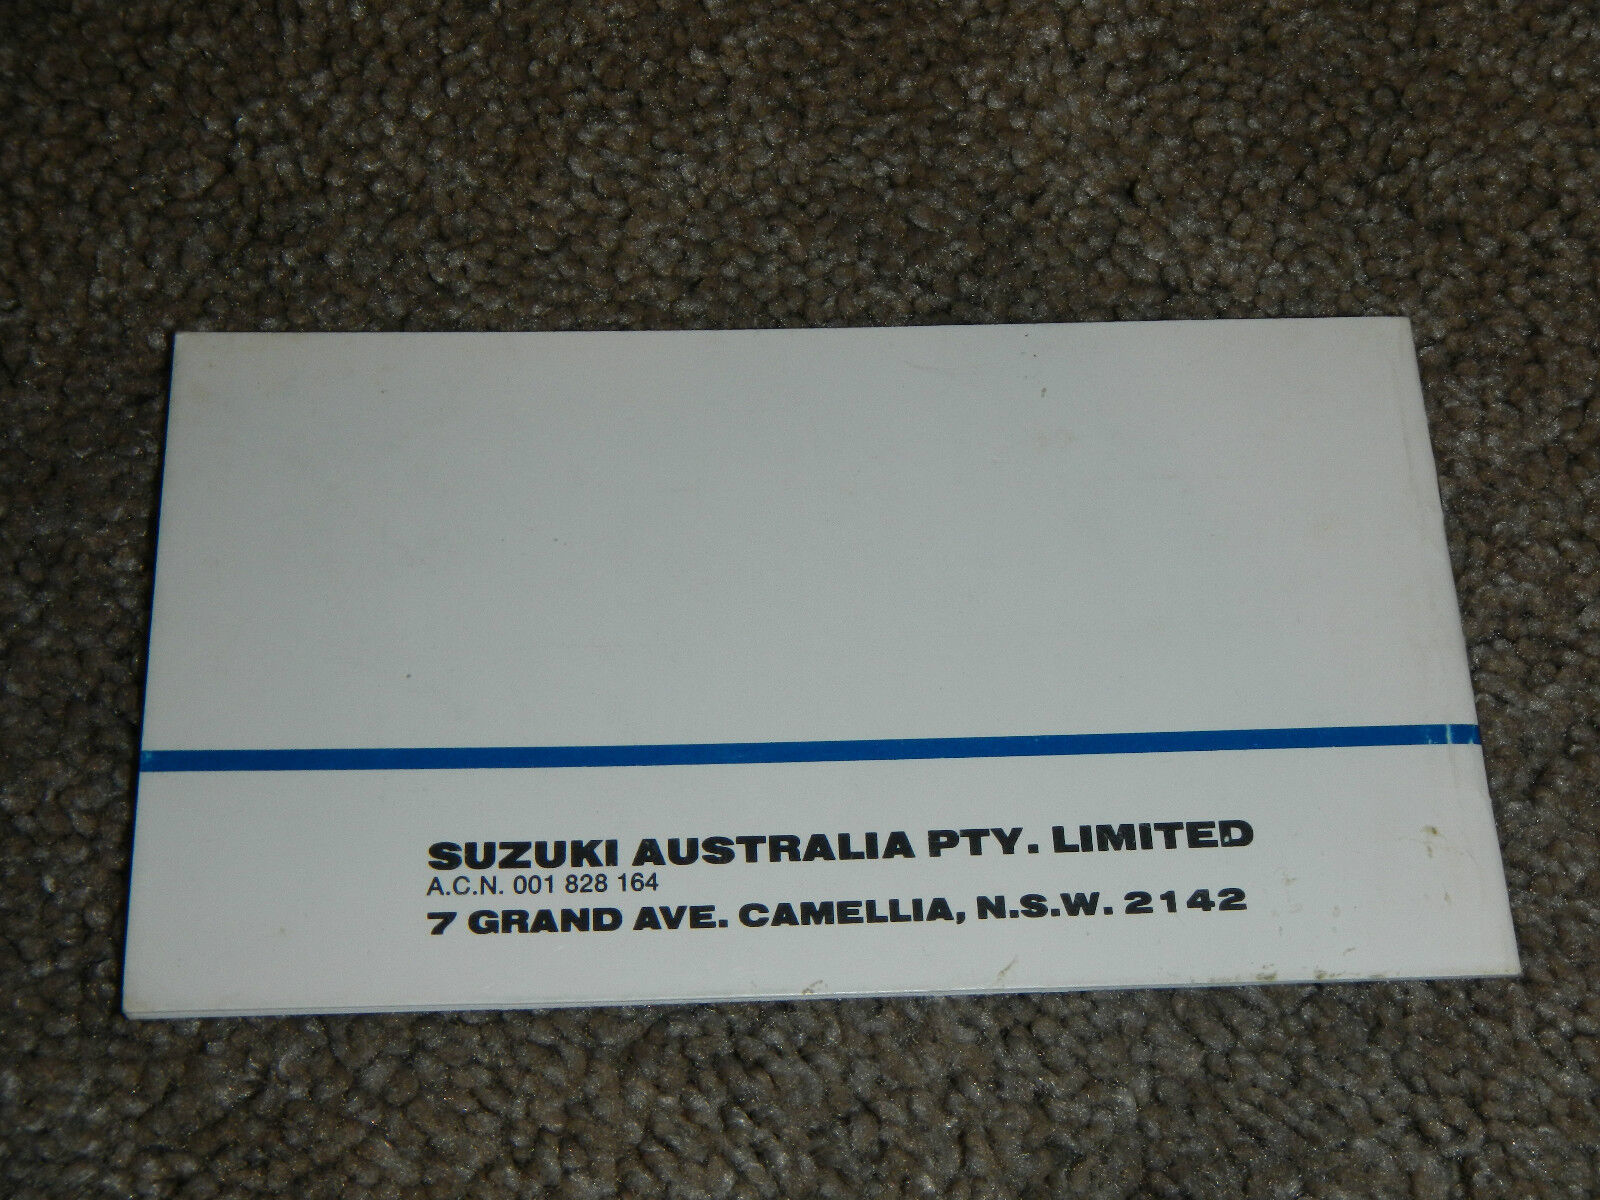 SUZUKI AUSTRALIA PTY. LIMITED
A.C.N. 001 828 164
7 GRAND AVE. CAMELLIA, N.S.W. 2142